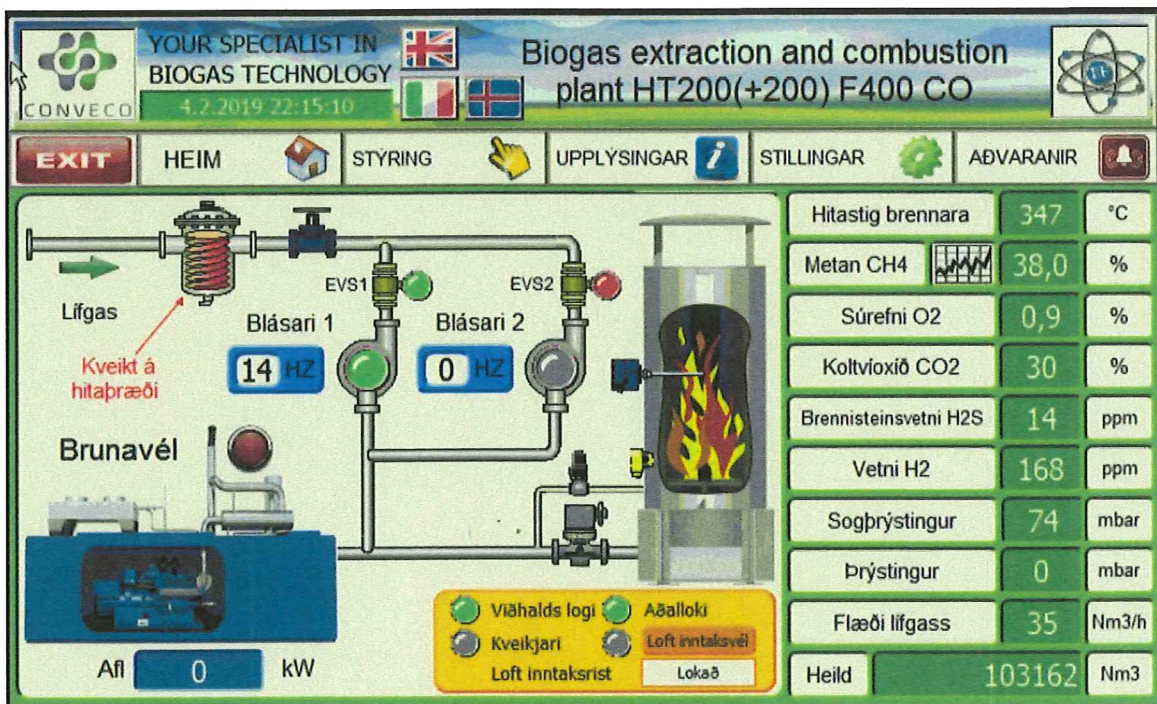 YOUR SPECIALIST IN
BIOGAS TECHNOLOGY
CONVECO
4.2.2019 22:15:10
Biogas extraction and combustion
plant HT200(+200) F400 CO
EXIT
HEIM
STÝRING
UPPLÝSINGAR
STILLINGAR
AÐVARANIR
Lífgas
Kveikt á
hitaþræði
EVS1
EVS2
Blásari 1
14 HZ
Blásari 2
0 HZ
Brunavél
Afl 0 kW
Viðhalds logi
Aðalloki
Kveikjari
Loft inntaksvél
Loft inntaksrist
Lokað
Hitastig brennara 347 °C
Metan CH4 38,0 %
Súrefni O2 0,9 %
Koltvíoxíð CO2 30 %
Brennisteinsvetni H2S 14 ppm
Vetni H2 168 ppm
Sogþrýstingur 74 mbar
Þrýstingur 0 mbar
Flæði lífgass 35 Nm3/h
Heild 103162 Nm3